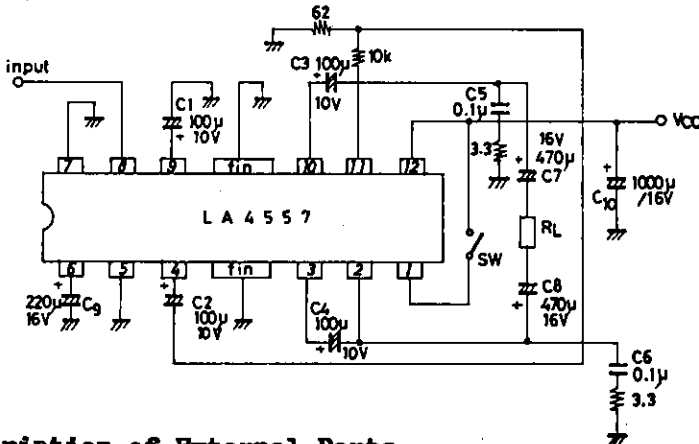 62
10k
input
C3 100μ
10V
C5
0.1μ
3.3
C1
100μ
10V
16V
470μ
C7
VCC
C10
1000μ
/16V
7
8
9
fin
10
11
12
LA4557
RL
SW
6
5
4
fin
3
2
1
220μ
16V
C9
C2
100μ
10V
C4
100μ
10V
C8
470μ
16V
C6
0.1μ
3.3
of External Parts